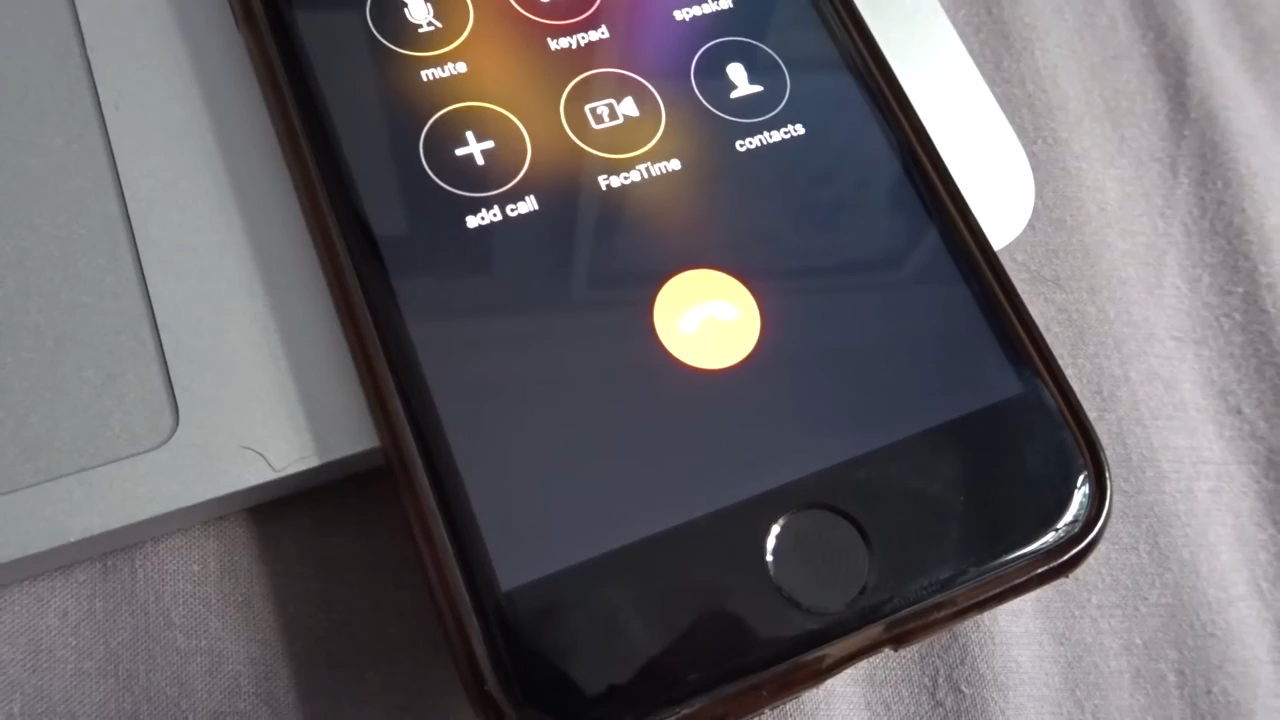 mute
keypad
speaker
add call
FaceTime
contacts